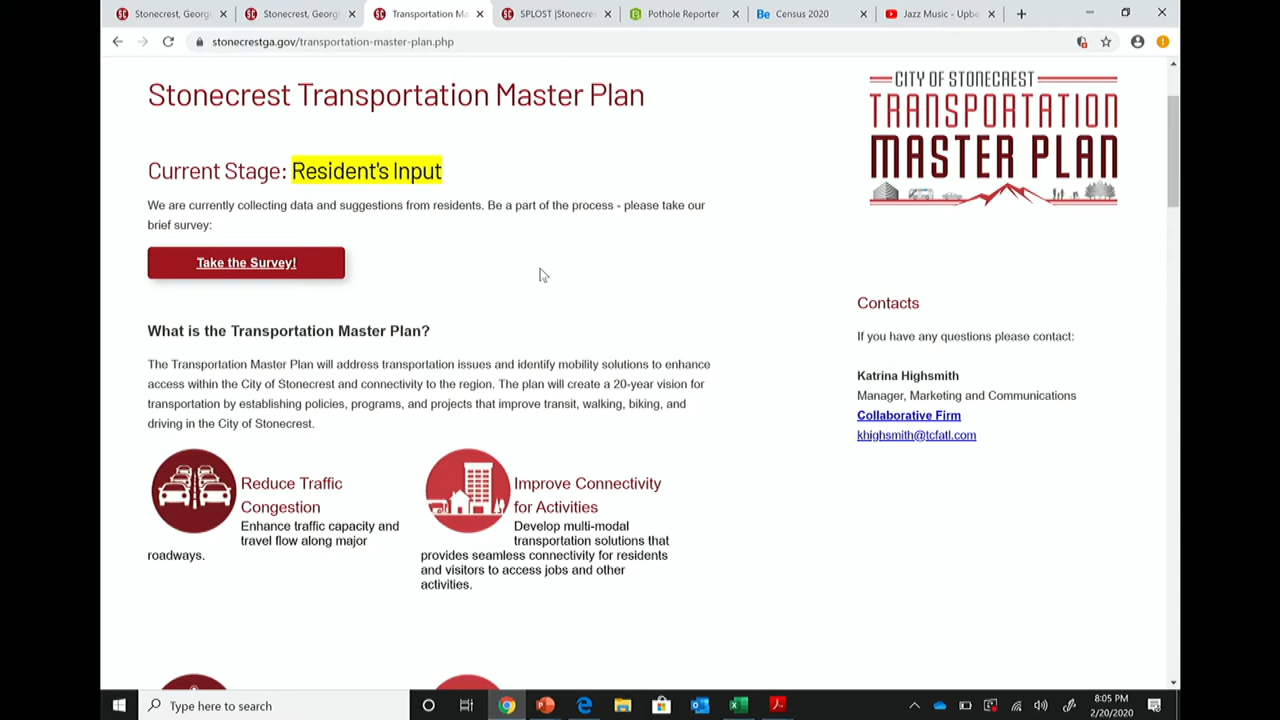 Stonecrest, Georgi
Stonecrest, Georgi
Transportation Ma
SPLOST |Stonecres
Pothole Reporter
Be Census 2020
Jazz Music - Upbe
stonecrestga.gov/transportation-master-plan.php
Stonecrest Transportation Master Plan
CITY OF STONECREST
TRANSPORTATION
MASTER PLAN
Current Stage: Resident's Input
We are currently collecting data and suggestions from residents. Be a part of the process - please take our
brief survey:
Take the Survey!
Contacts
If you have any questions please contact:
Katrina Highsmith
Manager, Marketing and Communications
Collaborative Firm
khighsmith@tcfatl.com
What is the Transportation Master Plan?
The Transportation Master Plan will address transportation issues and identify mobility solutions to enhance
access within the City of Stonecrest and connectivity to the region. The plan will create a 20-year vision for
transportation by establishing policies, programs, and projects that improve transit, walking, biking, and
driving in the City of Stonecrest.
Reduce Traffic
Congestion
Enhance traffic capacity and
travel flow along major
roadways.
Improve Connectivity
for Activities
Develop multi-modal
transportation solutions that
provides seamless connectivity for residents
and visitors to access jobs and other
activities.
Type here to search
8:05 PM
2/20/2020